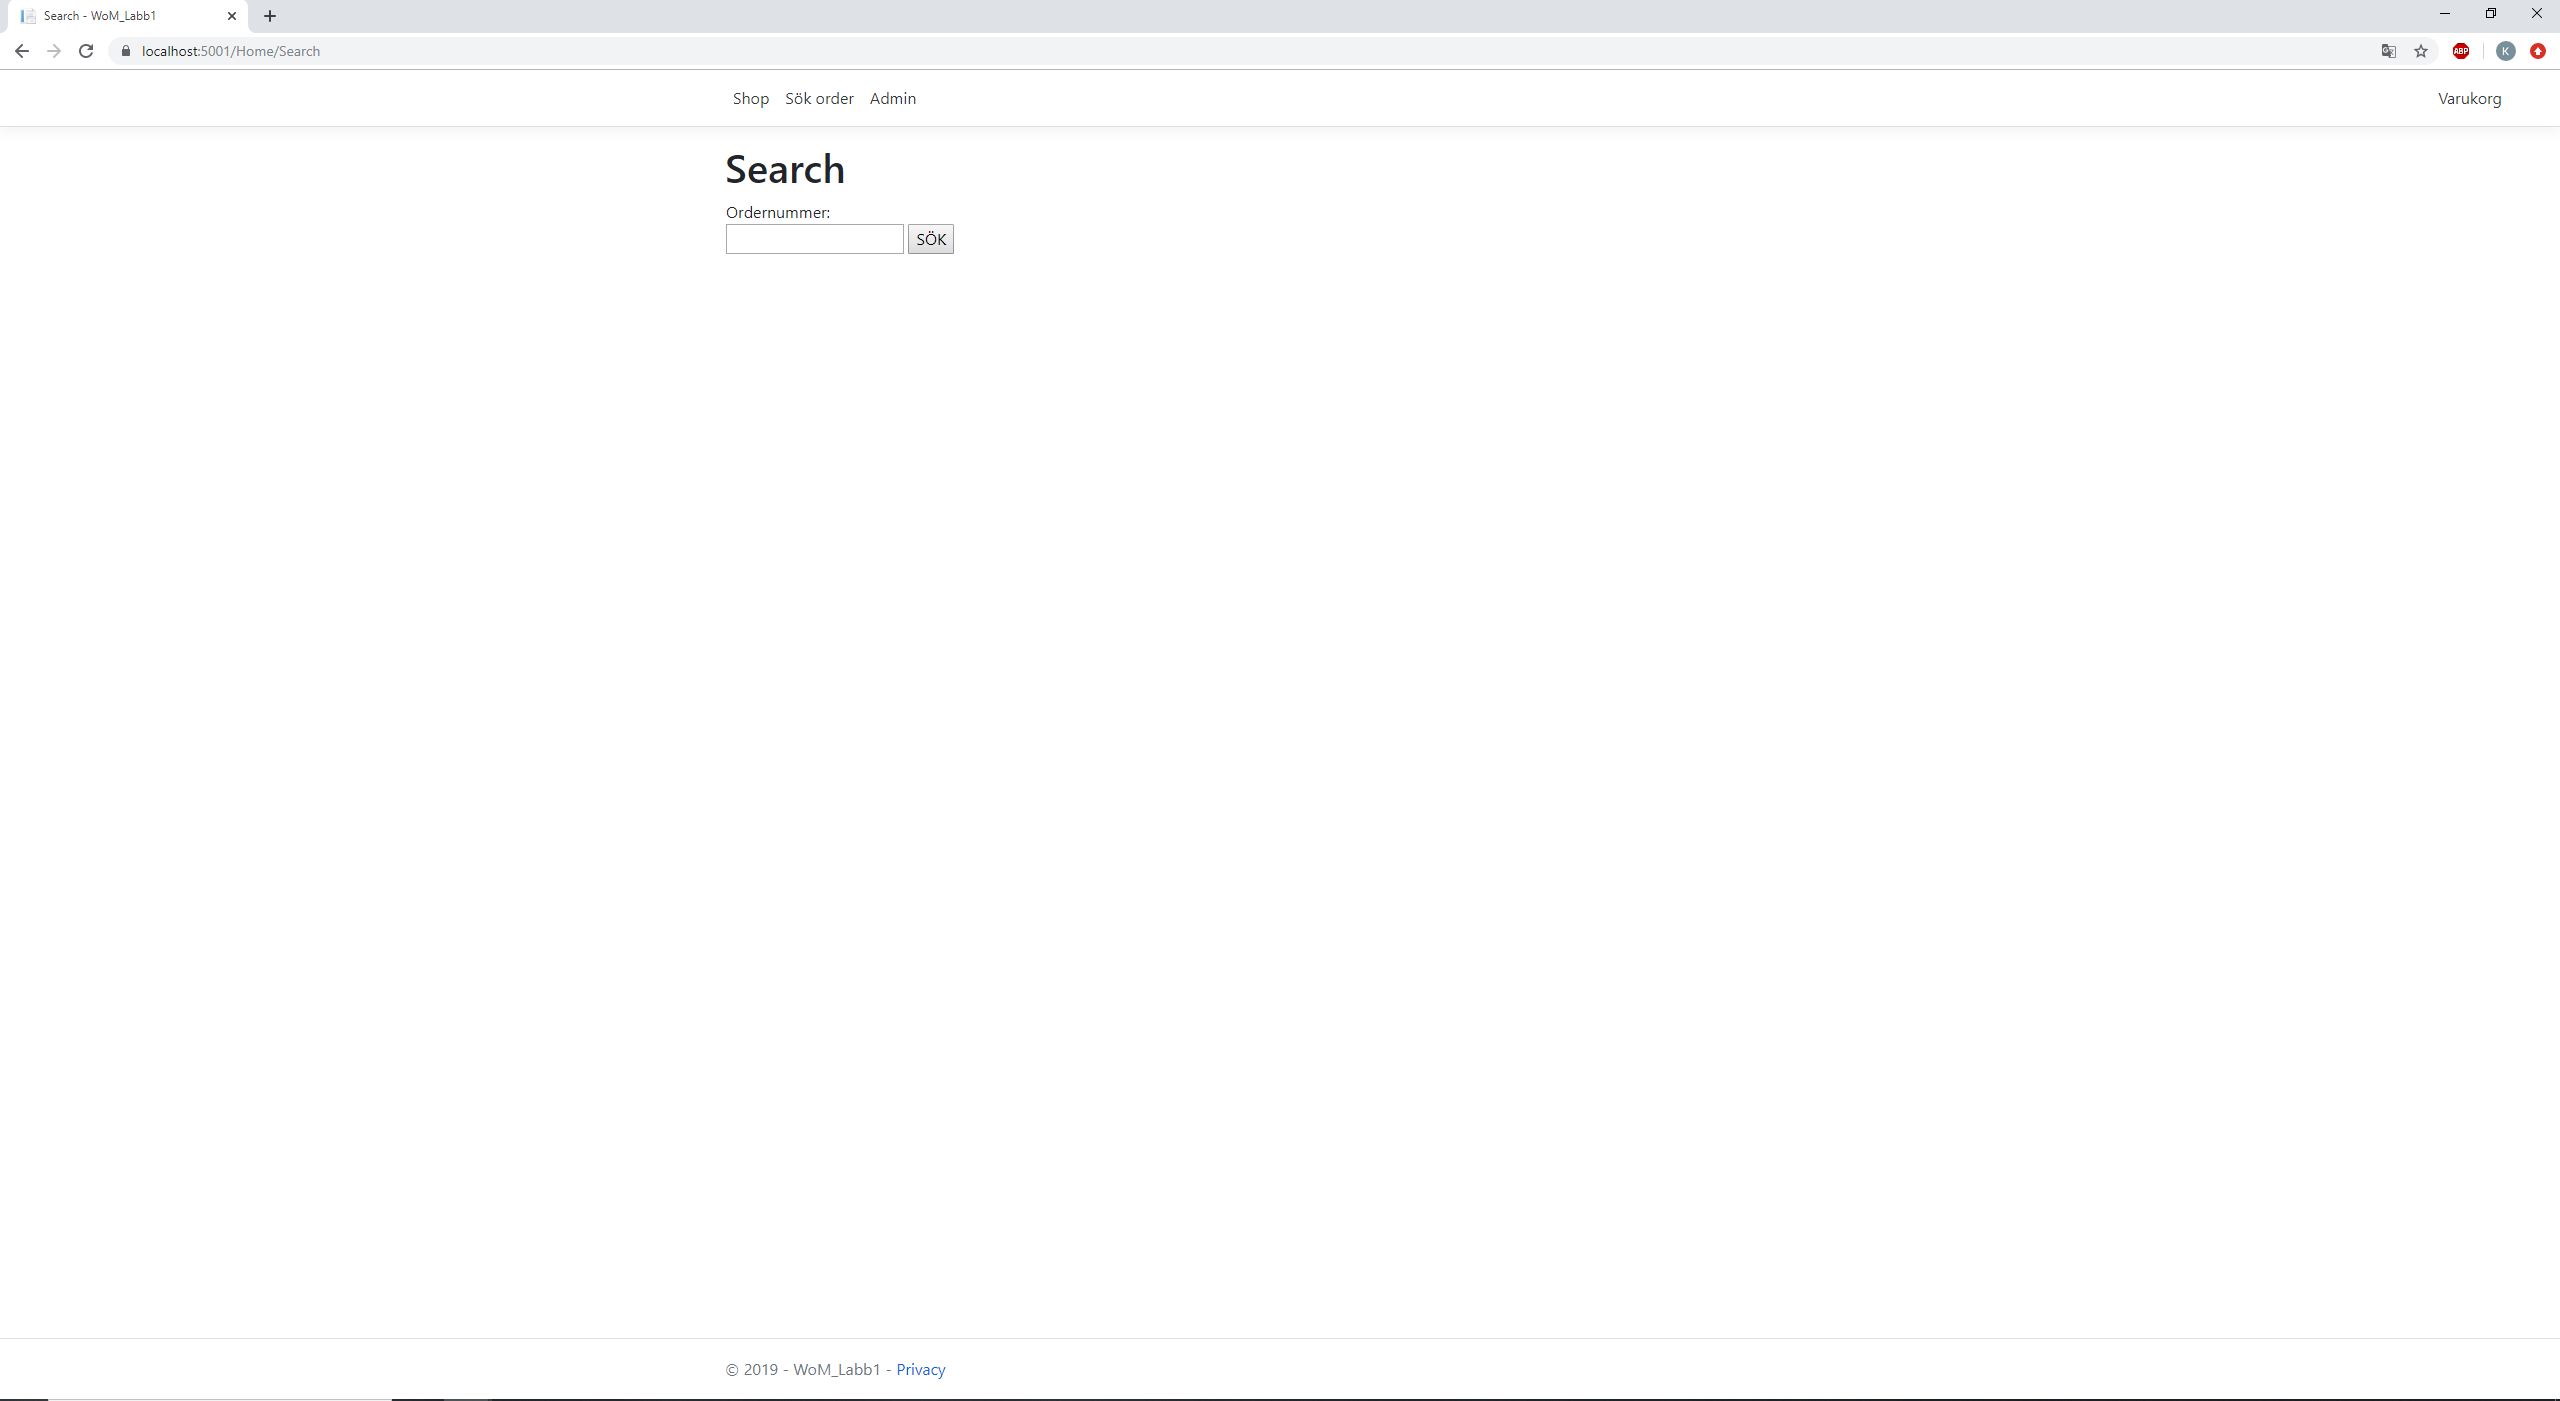 Search - WoM_Labb1
localhost:5001/Home/Search
ABP
K
Shop Sök order Admin Varukorg
Search
Ordernummer:
SÖK
© 2019 - WoM_Labb1 - Privacy